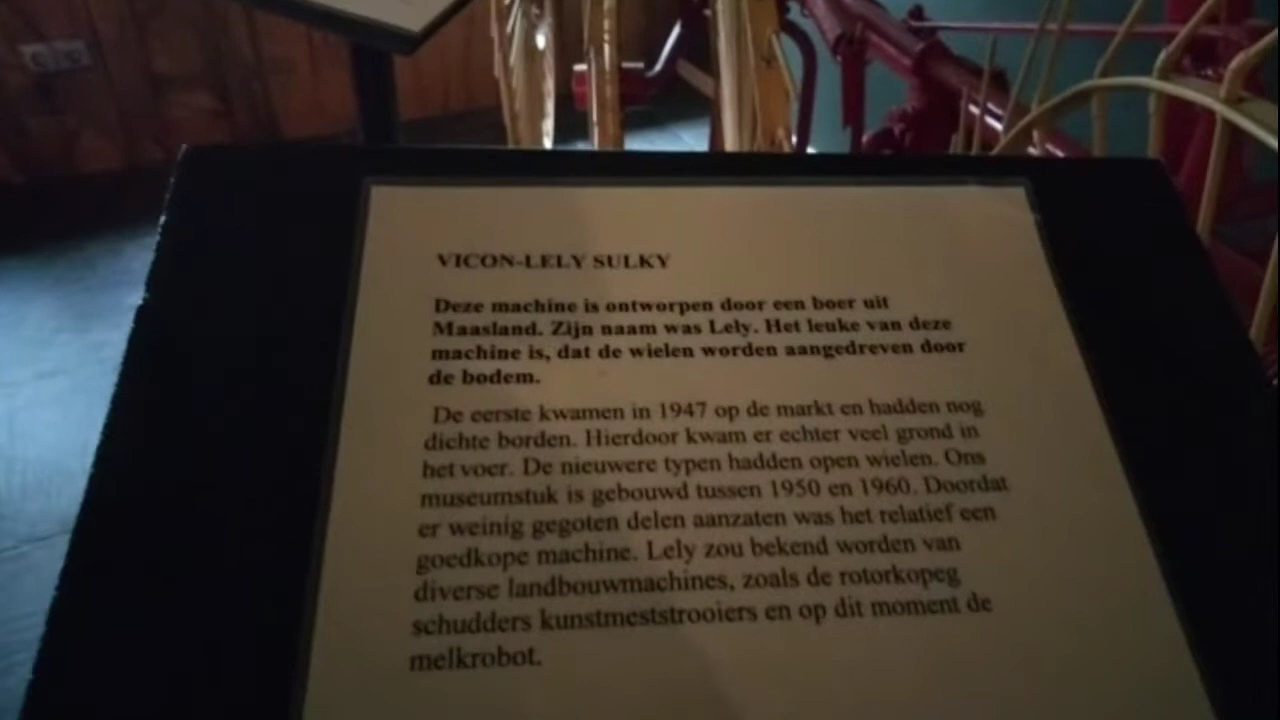 VICON-LELY SULKY
Deze machine is ontworpen door een boer uit
Maasland. Zijn naam was Lely. Het leuke van deze
machine is, dat de wielen worden aangedreven door
de bodem.
De eerste kwamen in 1947 op de markt en hadden nog
dichte borden. Hierdoor kwam er echter veel grond in
het voer. De nieuwere typen hadden open wielen. Ons
museumstuk is gebouwd tussen 1950 en 1960. Doordat
er weinig gegoten delen aanzaten was het relatief een
goedkope machine. Lely zou bekend worden van
diverse landbouwmachines, zoals de rotorkopeg
schudders kunstmeststrooiers en op dit moment de
melkrobot.